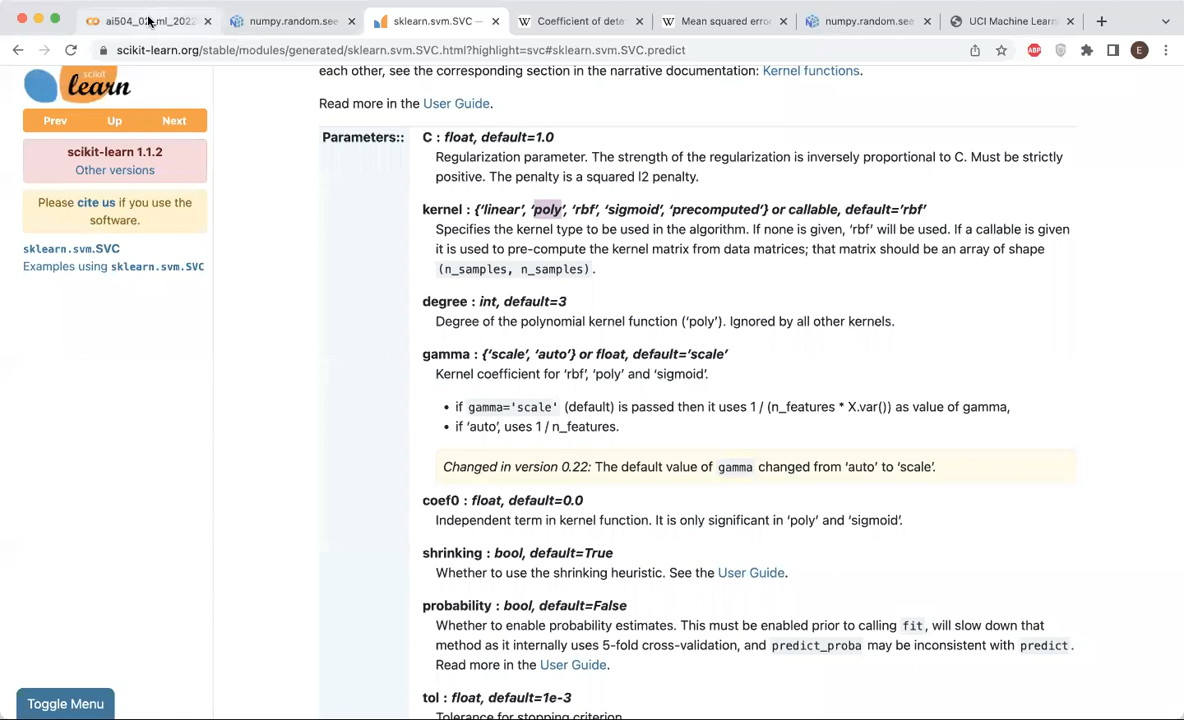 ai504_02_ml_2022
numpy.random.see
sklearn.svm.SVC —
Coefficient of dete
Mean squared erro
numpy.random.see
UCI Machine Learn
scikit-learn.org/stable/modules/generated/sklearn.svm.SVC.html?highlight=svc#sklearn.svm.SVC.predict
ABP
E
scikit
learn
Prev Up Next
scikit-learn 1.1.2
Other versions
Please cite us if you use the
software.
sklearn.svm.SVC
Examples using sklearn.svm.SVC
each other, see the corresponding section in the narrative documentation: Kernel functions.
Read more in the User Guide.
Parameters:: C : float, default=1.0
Regularization parameter. The strength of the regularization is inversely proportional to C. Must be strictly
positive. The penalty is a squared l2 penalty.
kernel : {‘linear’, ‘poly’, ‘rbf’, ‘sigmoid’, ‘precomputed’} or callable, default=’rbf’
Specifies the kernel type to be used in the algorithm. If none is given, ‘rbf’ will be used. If a callable is given
it is used to pre-compute the kernel matrix from data matrices; that matrix should be an array of shape
(n_samples, n_samples).
degree : int, default=3
Degree of the polynomial kernel function (‘poly’). Ignored by all other kernels.
gamma : {‘scale’, ‘auto’} or float, default=’scale’
Kernel coefficient for ‘rbf’, ‘poly’ and ‘sigmoid’.
• if gamma='scale' (default) is passed then it uses 1 / (n_features * X.var()) as value of gamma,
• if ‘auto’, uses 1 / n_features.
Changed in version 0.22: The default value of gamma changed from ‘auto’ to ‘scale’.
coef0 : float, default=0.0
Independent term in kernel function. It is only significant in ‘poly’ and ‘sigmoid’.
shrinking : bool, default=True
Whether to use the shrinking heuristic. See the User Guide.
probability : bool, default=False
Whether to enable probability estimates. This must be enabled prior to calling fit, will slow down that
method as it internally uses 5-fold cross-validation, and predict_proba may be inconsistent with predict.
Read more in the User Guide.
tol : float, default=1e-3
Tolerance for stopping criterion.
Toggle Menu